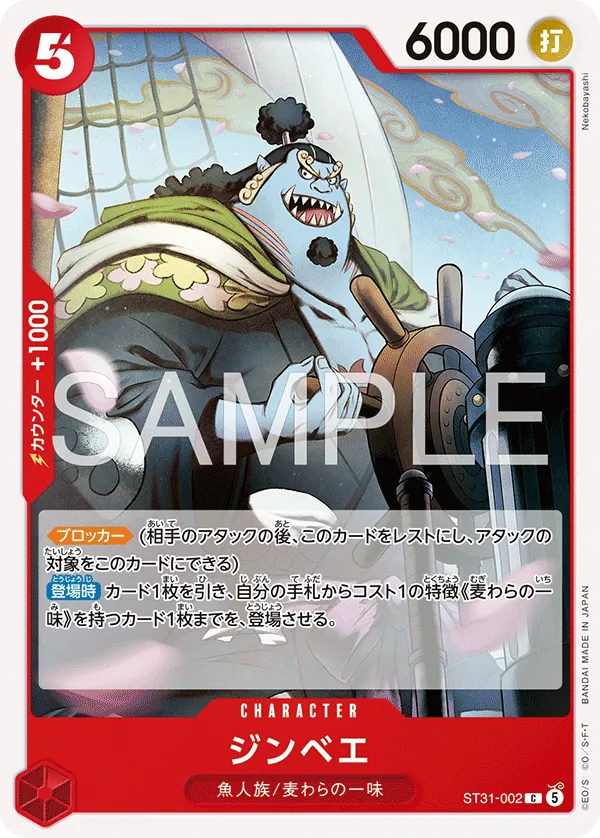 5
6000
打
Nekobayashi
カウンター +1000
SAMPLE
ブロッカー (相手のアタックの後、このカードをレストにし、アタックの
対象をこのカードにできる)
登場時 カード1枚を引き、自分の手札からコスト1の特徴《麦わらの一
味》を持つカード1枚までを、登場させる。
CHARACTER
ジンベエ
魚人族/麦わらの一味
ST31-002 C 5
©E.O/S ©O/S・F・T BANDAI MADE IN JAPAN